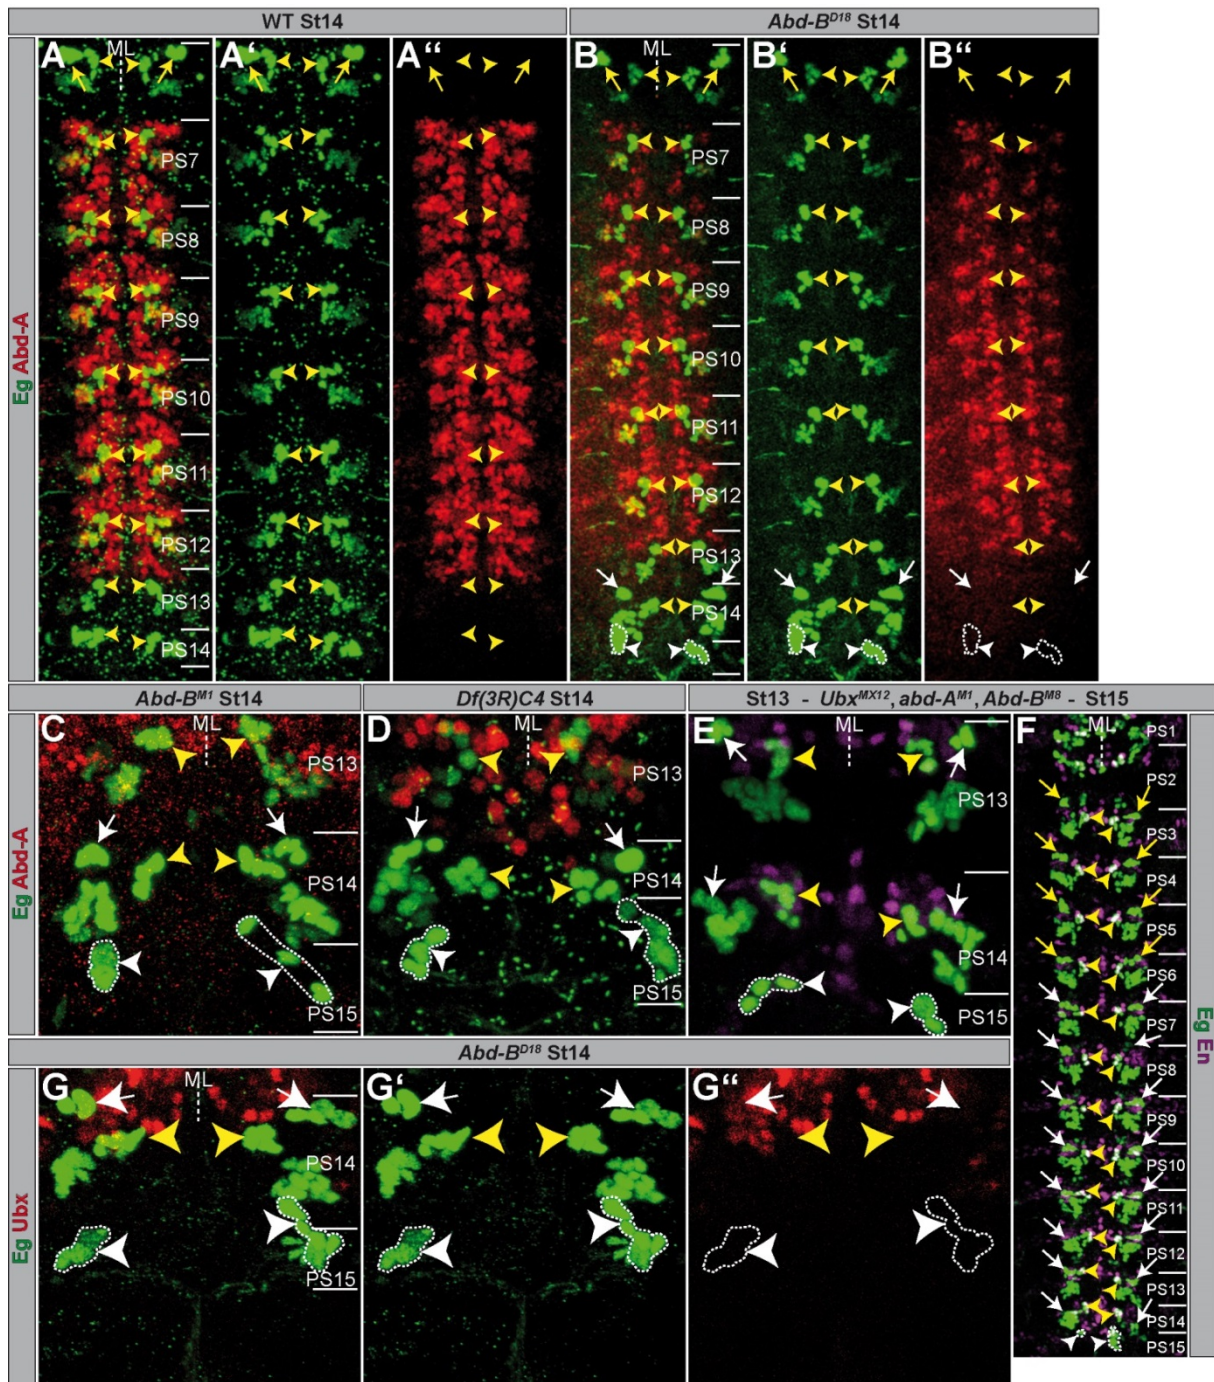 WT St14
Abd-B^D18 St14
Eg Abd-A
A
ML
PS7
PS8
PS9
PS10
PS11
PS12
PS13
PS14
A‘
A“
B
ML
PS7
PS8
PS9
PS10
PS11
PS12
PS13
PS14
B‘
B“
Abd-B^M1 St14
Df(3R)C4 St14
St13 - Ubx^MX12, abd-A^M1, Abd-B^M8 - St15
Eg Abd-A
C
ML
PS13
PS14
PS15
D
ML
PS13
PS14
PS15
E
ML
PS13
PS14
PS15
F
ML
PS1
PS2
PS3
PS4
PS5
PS6
PS7
PS8
PS9
PS10
PS11
PS12
PS13
PS14
PS15
Eg En
Abd-B^D18 St14
Eg Ubx
G
ML
PS14
PS15
G‘
G“